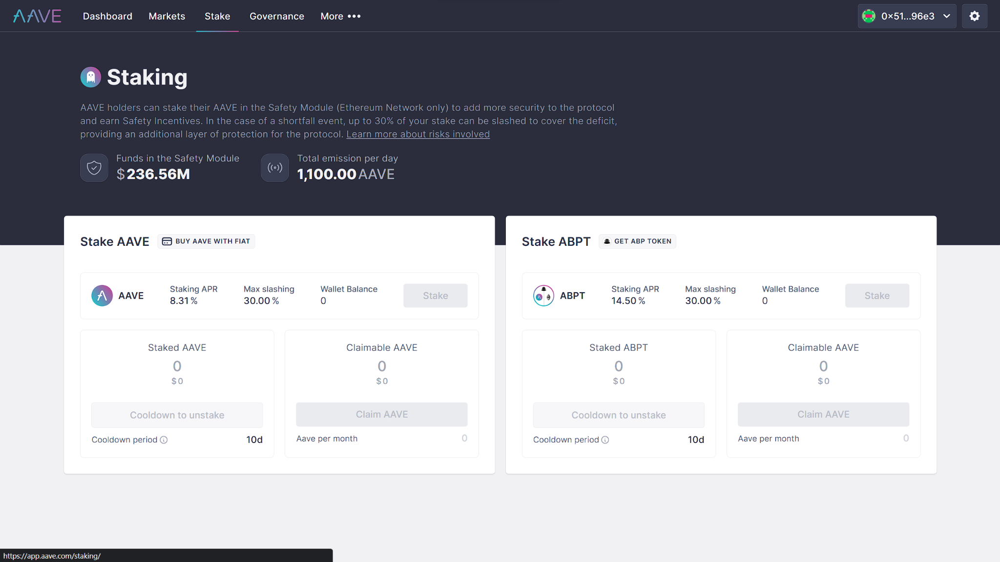 AAVE Dashboard Markets Stake Governance More ••• 0×51...96e3
Staking
AAVE holders can stake their AAVE in the Safety Module (Ethereum Network only) to add more security to the protocol
and earn Safety Incentives. In the case of a shortfall event, up to 30% of your stake can be slashed to cover the deficit,
providing an additional layer of protection for the protocol. Learn more about risks involved
Funds in the Safety Module
$236.56M
Total emission per day
1,100.00 AAVE
Stake AAVE BUY AAVE WITH FIAT
AAVE
Staking APR
8.31%
Max slashing
30.00%
Wallet Balance
0
Stake
Staked AAVE
0
$0
Cooldown to unstake
Cooldown period 10d
Claimable AAVE
0
$0
Claim AAVE
Aave per month 0
Stake ABPT GET ABP TOKEN
ABPT
Staking APR
14.50%
Max slashing
30.00%
Wallet Balance
0
Stake
Staked ABPT
0
$0
Cooldown to unstake
Cooldown period 10d
Claimable AAVE
0
$0
Claim AAVE
Aave per month 0
https://app.aave.com/staking/